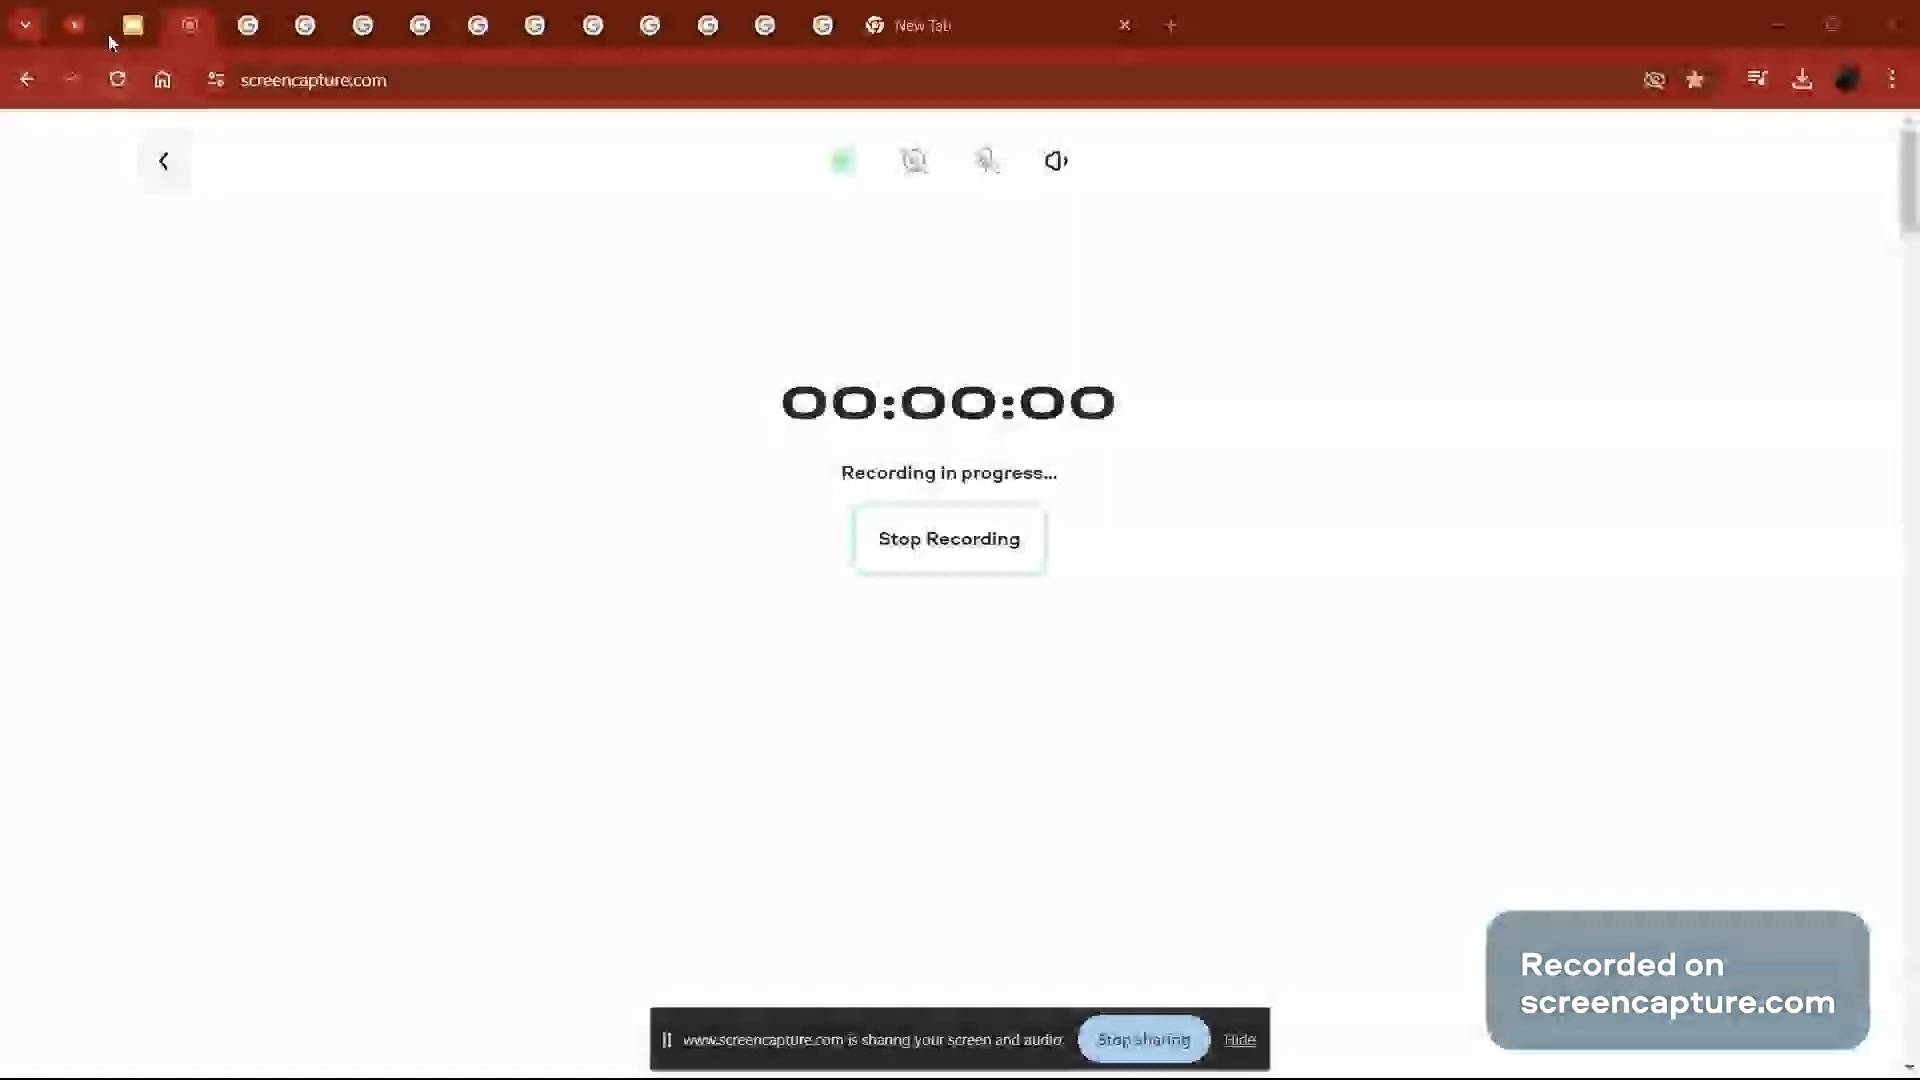 New Tab
screencapture.com
00:00:00
Recording in progress...
Stop Recording
Recorded on
screencapture.com
www.screencapture.com is sharing your screen and audio.
Stop sharing
Hide